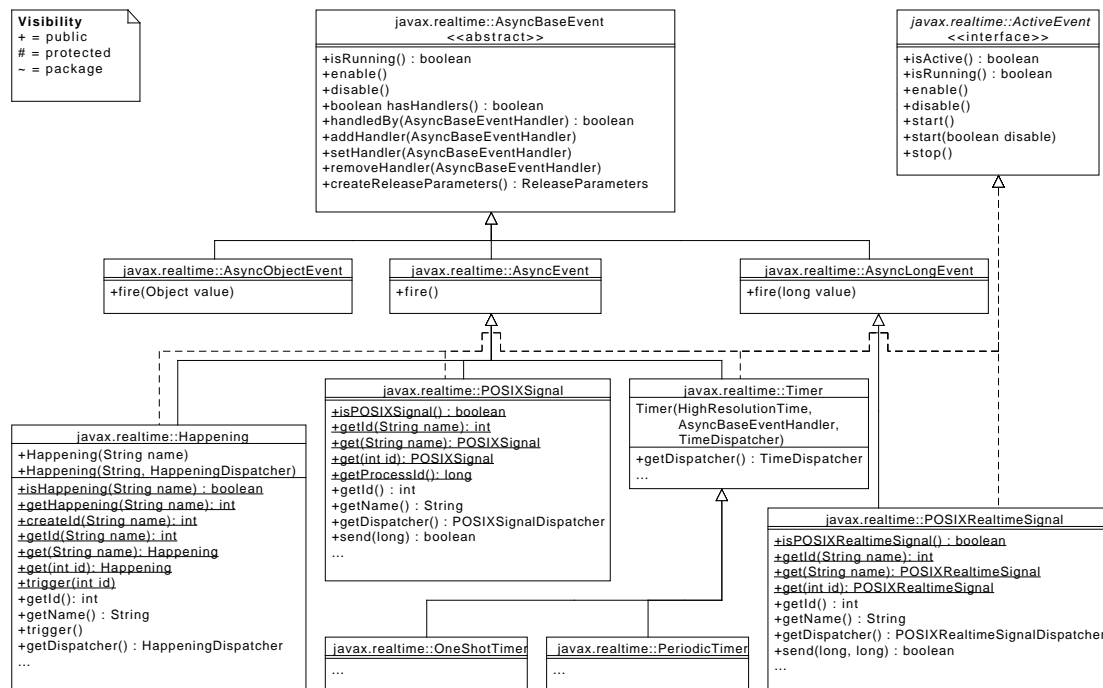 Visibility
+ = public
# = protected
~ = package
javax.realtime::AsyncBaseEvent
<<abstract>>
+isRunning() : boolean
+enable()
+disable()
+boolean hasHandlers() : boolean
+handledBy(AsyncBaseEventHandler) : boolean
+addHandler(AsyncBaseEventHandler)
+setHandler(AsyncBaseEventHandler)
+removeHandler(AsyncBaseEventHandler)
+createReleaseParameters() : ReleaseParameters
javax.realtime::ActiveEvent
<<interface>>
+isActive() : boolean
+isRunning() : boolean
+enable()
+disable()
+start()
+start(boolean disable)
+stop()
javax.realtime::AsyncObjectEvent
+fire(Object value)
javax.realtime::AsyncEvent
+fire()
javax.realtime::AsyncLongEvent
+fire(long value)
javax.realtime::Happening
+Happening(String name)
+Happening(String, HappeningDispatcher)
+isHappening(String name) : boolean
+getHappening(String name): int
+createId(String name): int
+getId(String name): int
+get(String name): Happening
+get(int id): Happening
+trigger(int id)
+getId(): int
+getName() : String
+trigger()
+getDispatcher() : HappeningDispatcher
...
javax.realtime::POSIXSignal
+isPOSIXSignal() : boolean
+getId(String name): int
+get(String name): POSIXSignal
+get(int id): POSIXSignal
+getProcessId(): long
+getId() : int
+getName() : String
+getDispatcher() : POSIXSignalDispatcher
+send(long) : boolean
...
javax.realtime::Timer
Timer(HighResolutionTime,
AsyncBaseEventHandler,
TimeDispatcher)
+getDispatcher() : TimeDispatcher
...
javax.realtime::POSIXRealtimeSignal
+isPOSIXRealtimeSignal() : boolean
+getId(String name): int
+get(String name): POSIXRealtimeSignal
+get(int id): POSIXRealtimeSignal
+getId() : int
+getName() : String
+getDispatcher() : POSIXRealtimeSignalDispatcher
+send(long, long) : boolean
...
javax.realtime::OneShotTimer
...
javax.realtime::PeriodicTimer
...